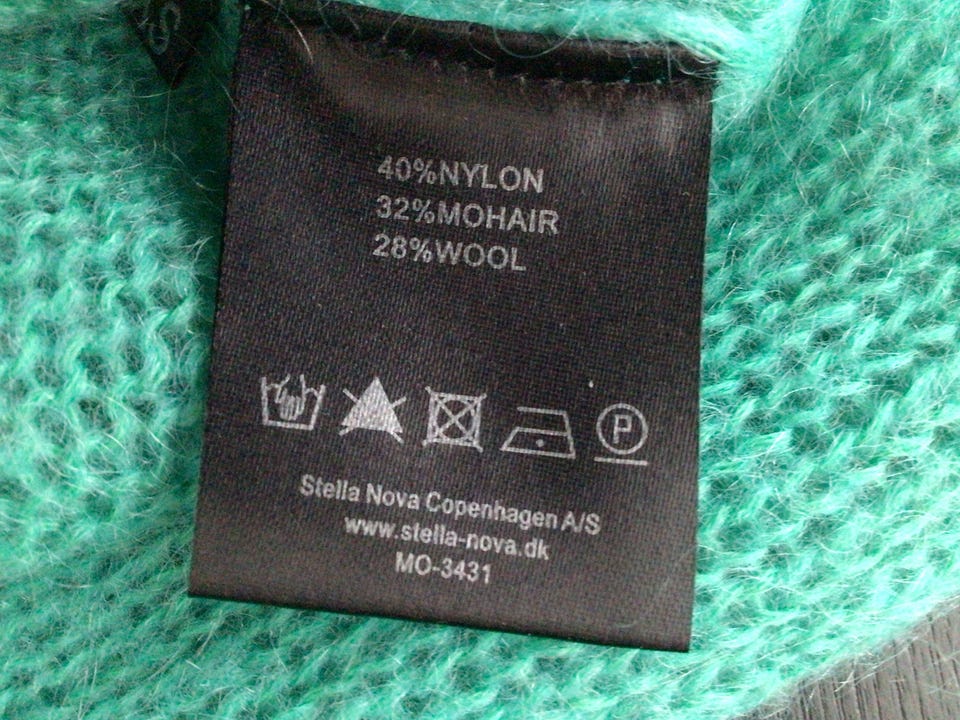 S
40%NYLON
32%MOHAIR
28%WOOL
P
Stella Nova Copenhagen A/S
www.stella-nova.dk
MO-3431